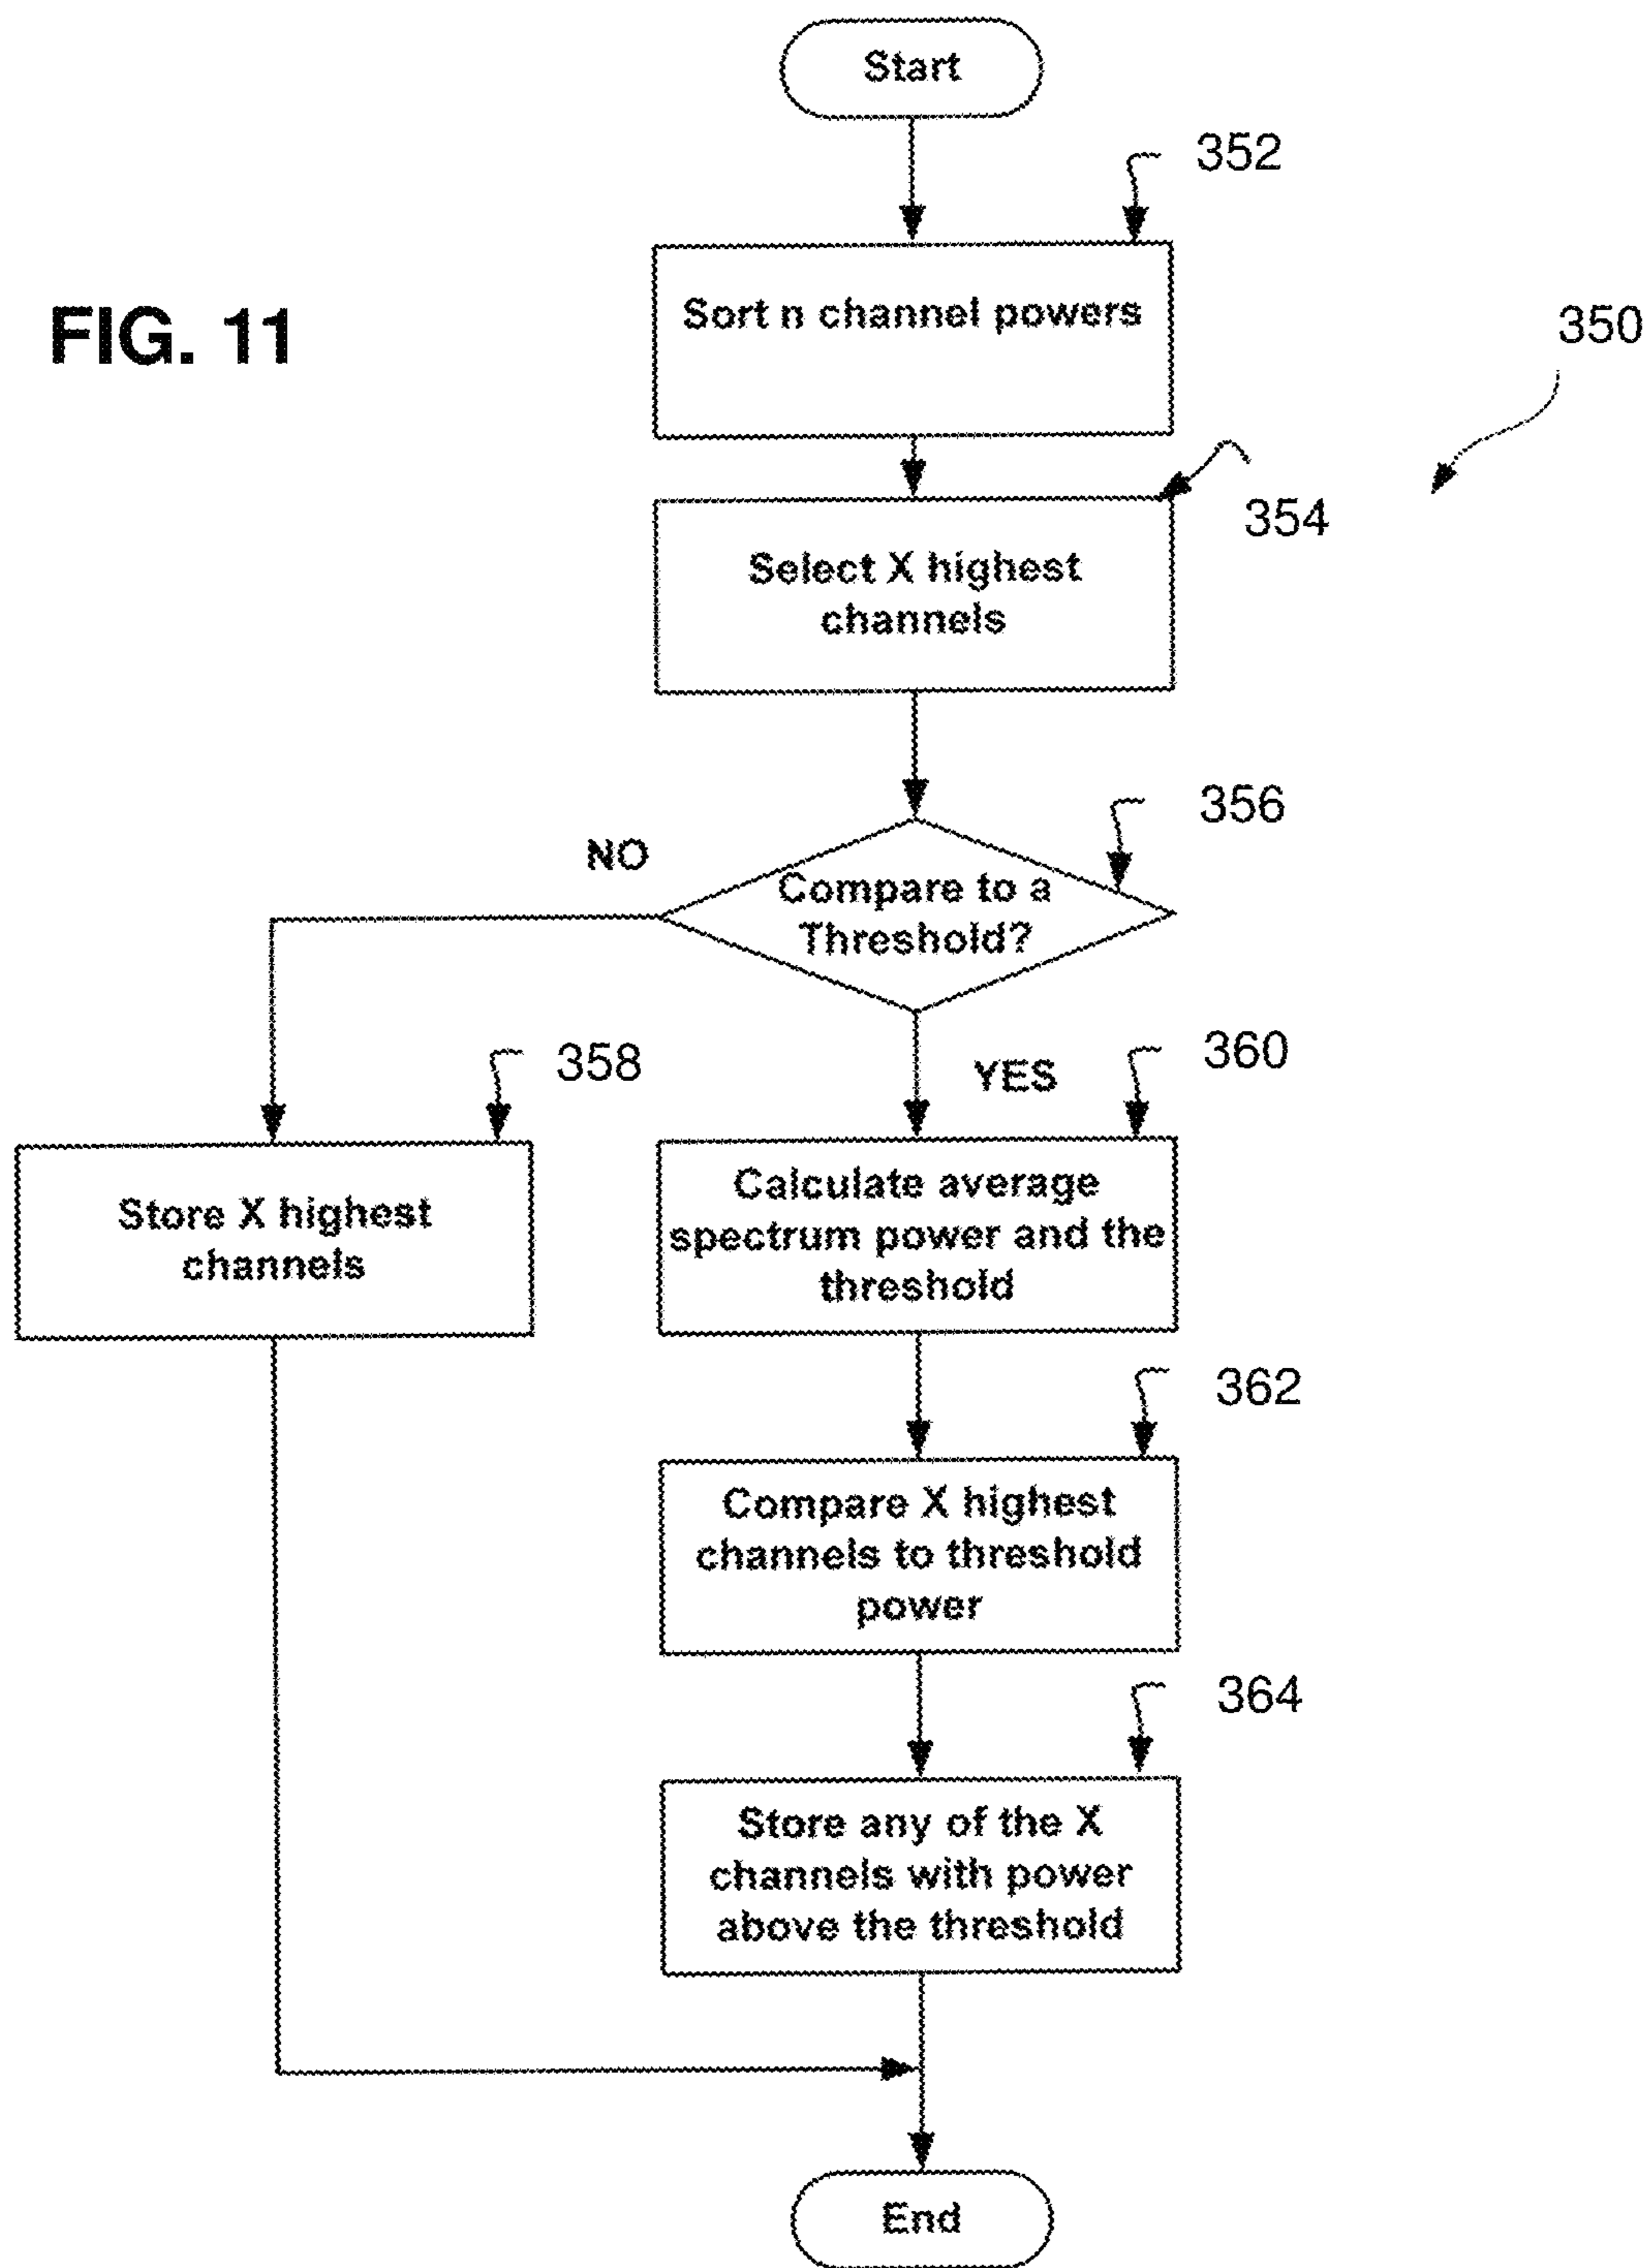 Start
352
Sort n channel powers
FIG. 11
350
354
Select X highest
channels
356
NO
Compare to a
Threshold?
358
360
YES
Store X highest
channels
Calculate average
spectrum power and the
threshold
362
Compare X highest
channels to threshold
power
364
Store any of the X
channels with power
above the threshold
End